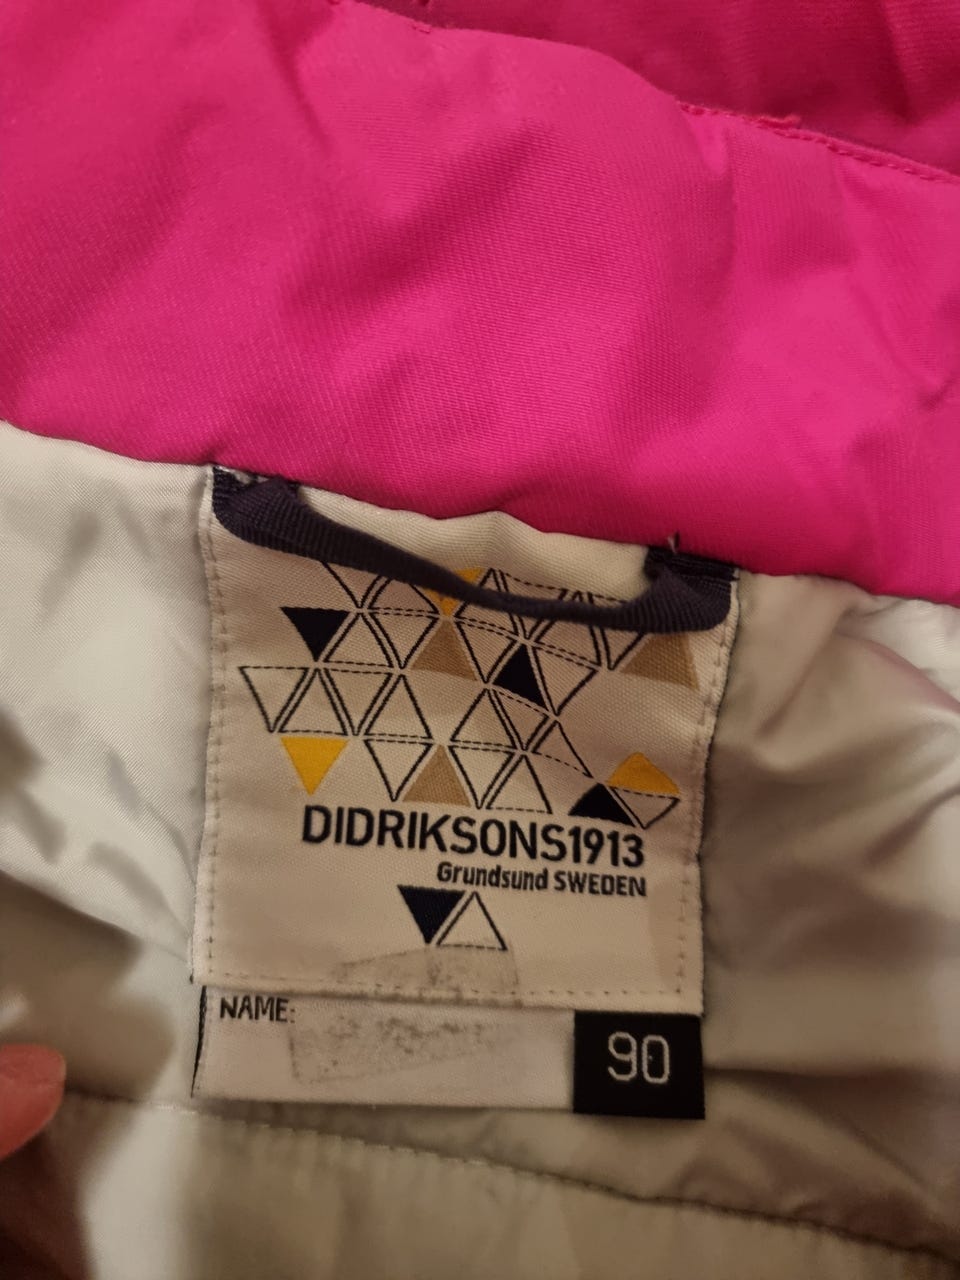 DIDRIKSONS1913
Grundsund SWEDEN
NAME:
90